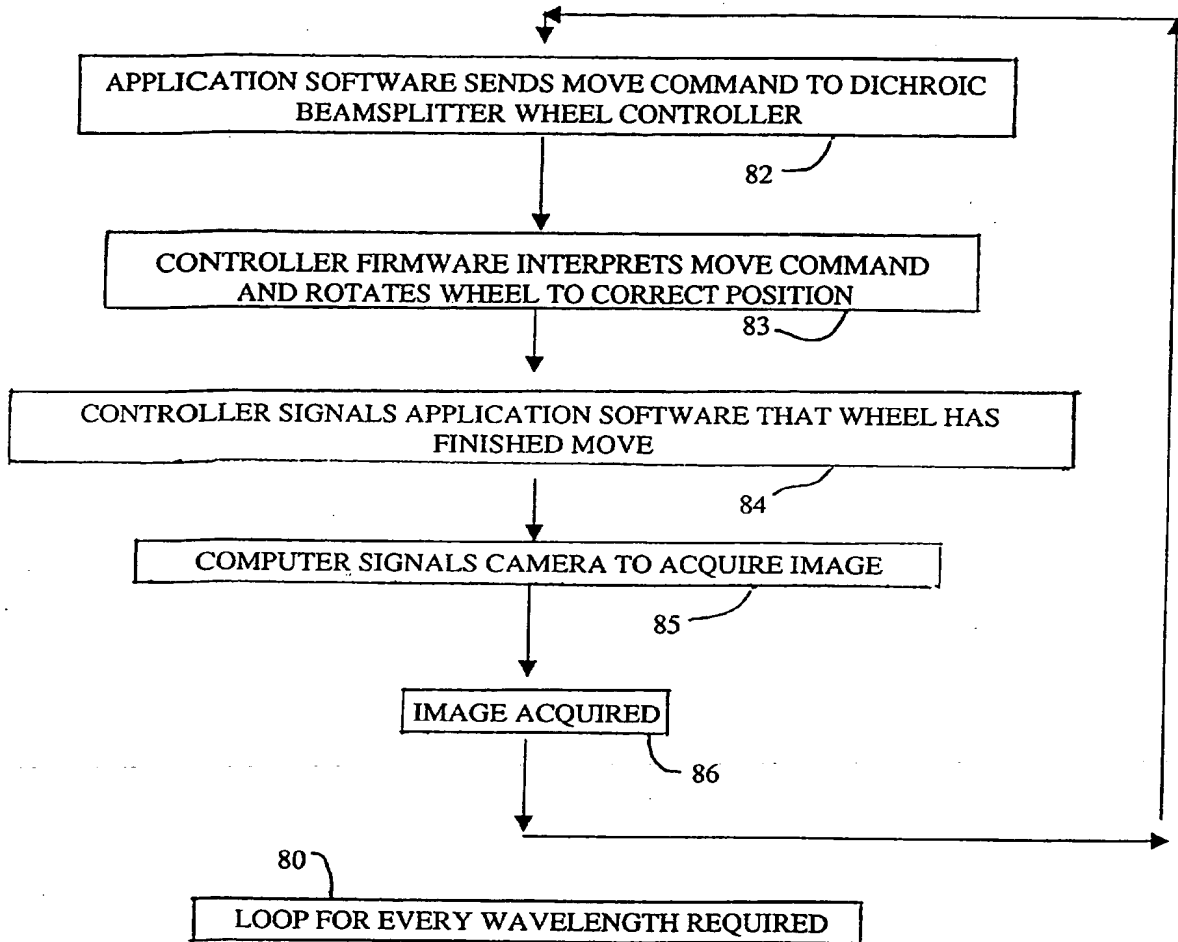 APPLICATION SOFTWARE SENDS MOVE COMMAND TO DICHROIC
BEAMSPLITTER WHEEL CONTROLLER
82
CONTROLLER FIRMWARE INTERPRETS MOVE COMMAND
AND ROTATES WHEEL TO CORRECT POSITION
83
CONTROLLER SIGNALS APPLICATION SOFTWARE THAT WHEEL HAS
FINISHED MOVE
84
COMPUTER SIGNALS CAMERA TO ACQUIRE IMAGE
85
IMAGE ACQUIRED
86
80
LOOP FOR EVERY WAVELENGTH REQUIRED